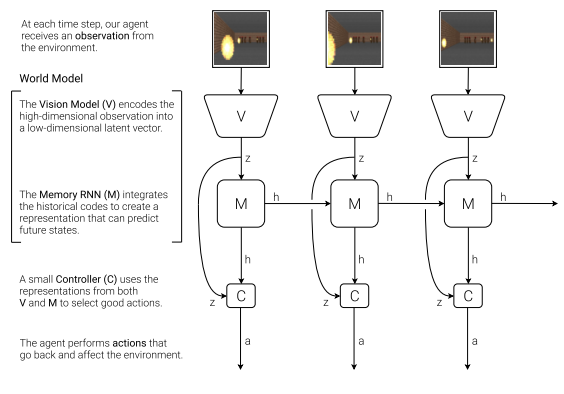 At each time step, our agent
receives an observation from
the environment.
World Model
The Vision Model (V) encodes the
high-dimensional observation into
a low-dimensional latent vector.
V V V
z z z
The Memory RNN (M) integrates
the historical codes to create a
representation that can predict
future states.
M h M h M h
h h h
A small Controller (C) uses the
representations from both
V and M to select good actions.
z C z C z C
The agent performs actions that
go back and affect the environment.
a a a